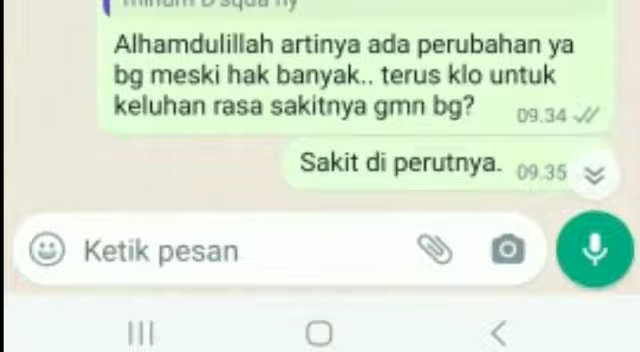 Alhamdulillah artinya ada perubahan ya
bg meski hak banyak.. terus klo untuk
keluhan rasa sakitnya gmn bg?
09.34
Sakit di perutnya.
09.35
Ketik pesan